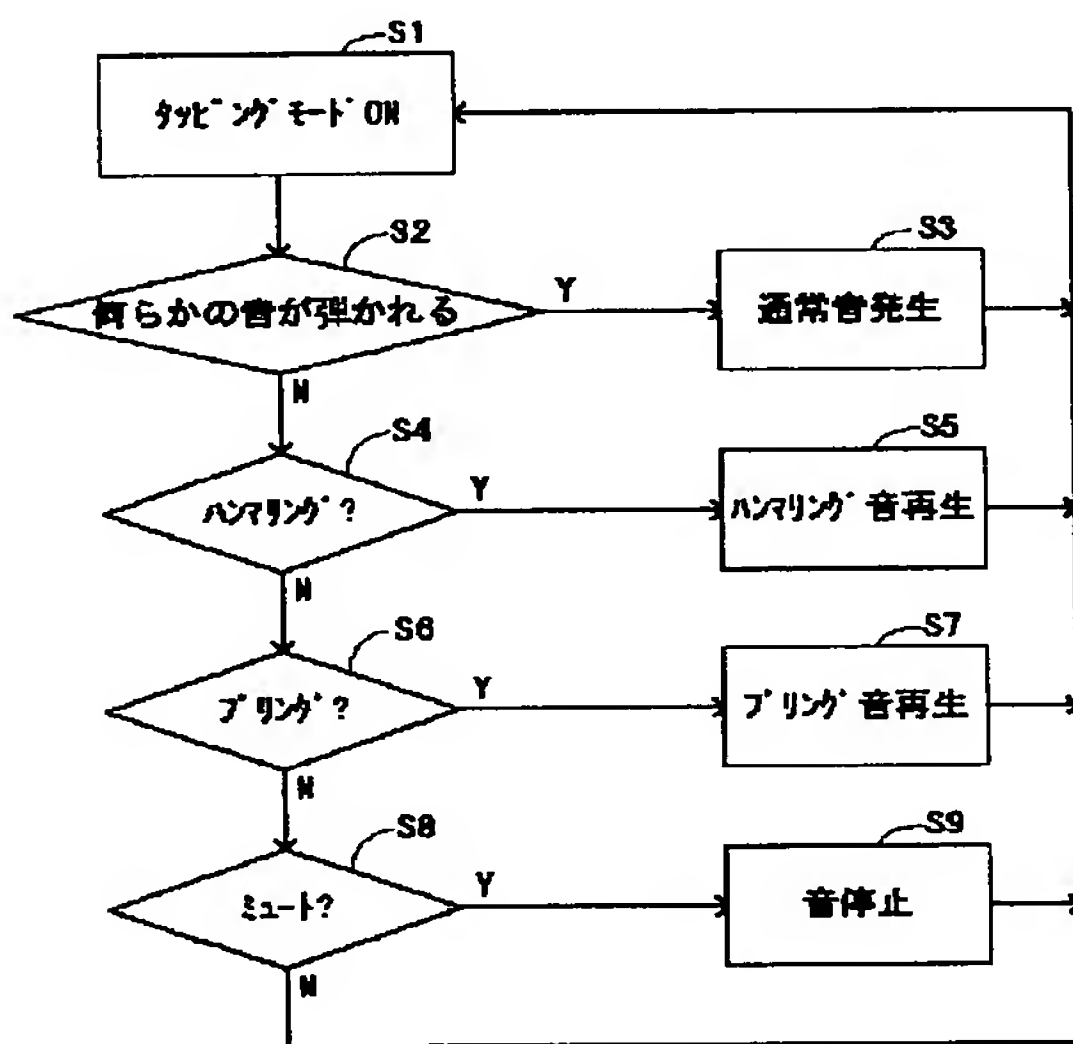 S1
ﾀｯﾋﾟﾝｸﾞﾓｰﾄﾞON
S2
何らかの音が弾かれる
Y
S3
通常音発生
N
S4
ﾊﾝﾏﾘﾝｸﾞ?
Y
S5
ﾊﾝﾏﾘﾝｸﾞ音再生
N
S6
ﾌﾟﾘﾝｸﾞ?
Y
S7
ﾌﾟﾘﾝｸﾞ音再生
N
S8
ﾐｭｰﾄ?
Y
S9
音停止
N